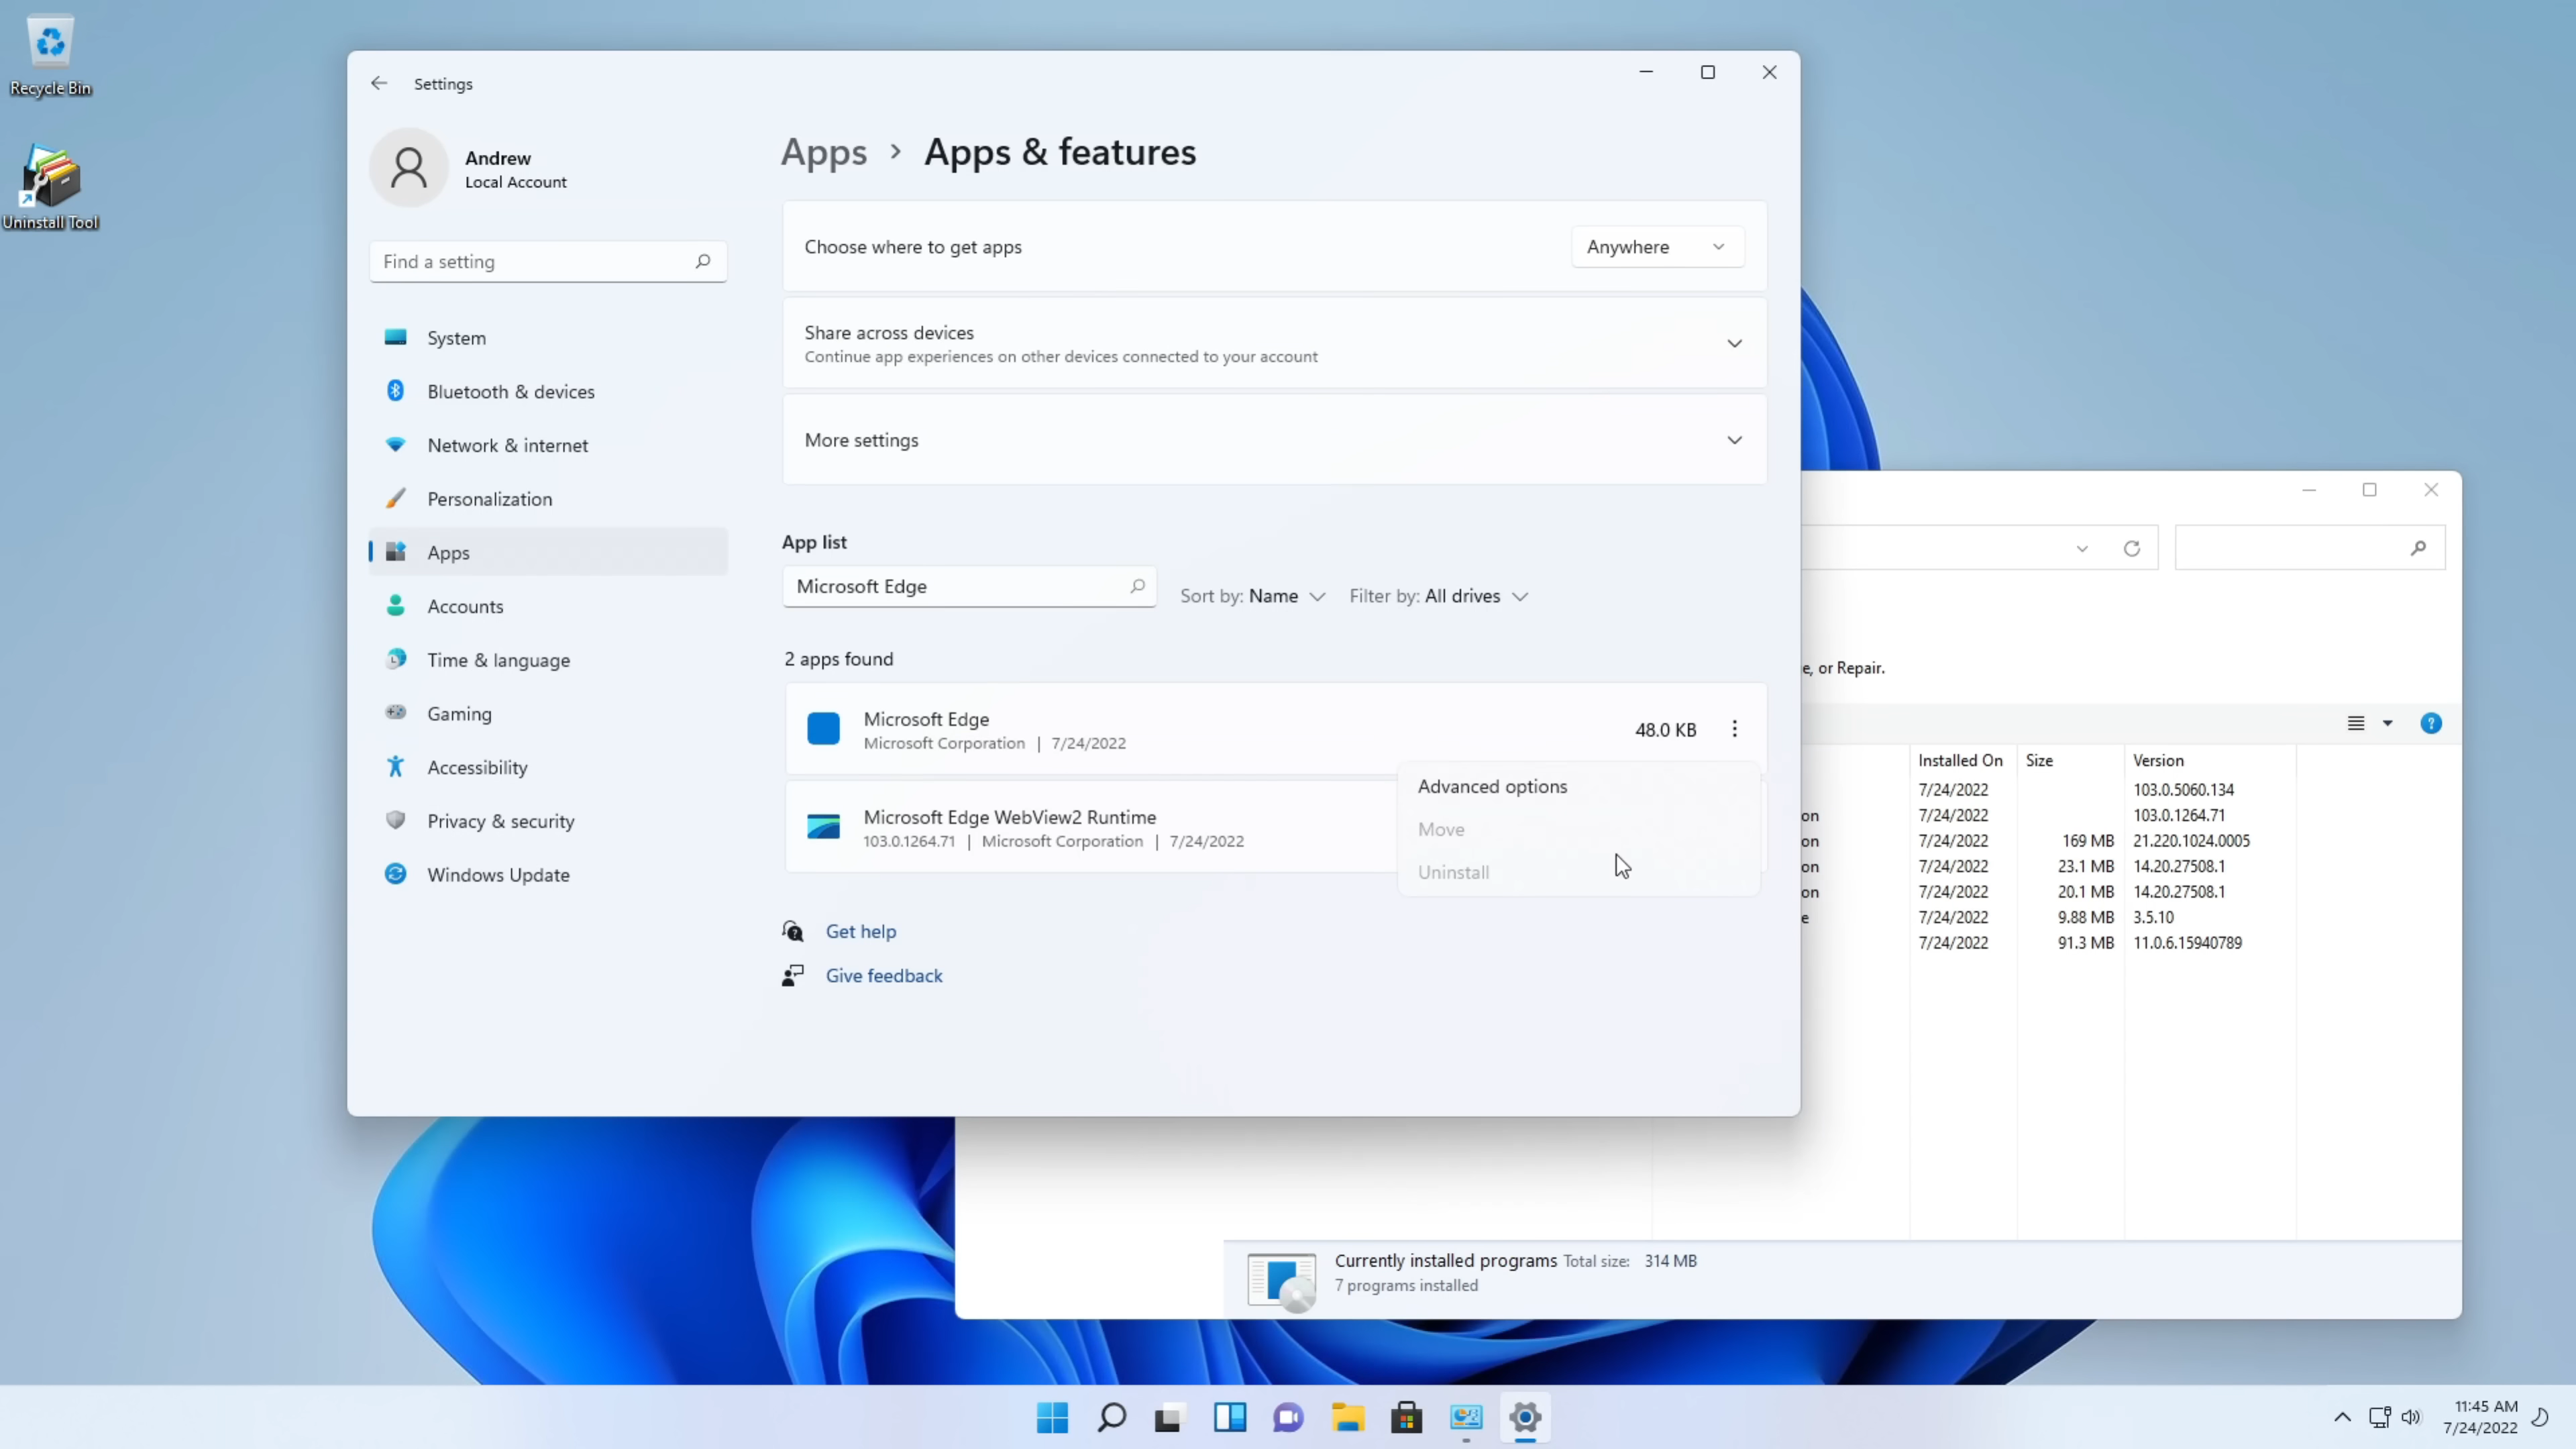 Recycle Bin
Uninstall Tool
Settings
Andrew
Local Account
Find a setting
System
Bluetooth & devices
Network & internet
Personalization
Apps
Accounts
Time & language
Gaming
Accessibility
Privacy & security
Windows Update
Apps > Apps & features
Choose where to get apps
Anywhere
Share across devices
Continue app experiences on other devices connected to your account
More settings
App list
Microsoft Edge
Sort by: Name
Filter by: All drives
2 apps found
Microsoft Edge
Microsoft Corporation | 7/24/2022
48.0 KB
Microsoft Edge WebView2 Runtime
103.0.1264.71 | Microsoft Corporation | 7/24/2022
Advanced options
Move
Uninstall
Get help
Give feedback
e, or Repair.
Installed On Size Version
7/24/2022 103.0.5060.134
on 7/24/2022 103.0.1264.71
on 7/24/2022 169 MB 21.220.1024.0005
on 7/24/2022 23.1 MB 14.20.27508.1
on 7/24/2022 20.1 MB 14.20.27508.1
e 7/24/2022 9.88 MB 3.5.10
7/24/2022 91.3 MB 11.0.6.15940789
Currently installed programs Total size: 314 MB
7 programs installed
11:45 AM
7/24/2022